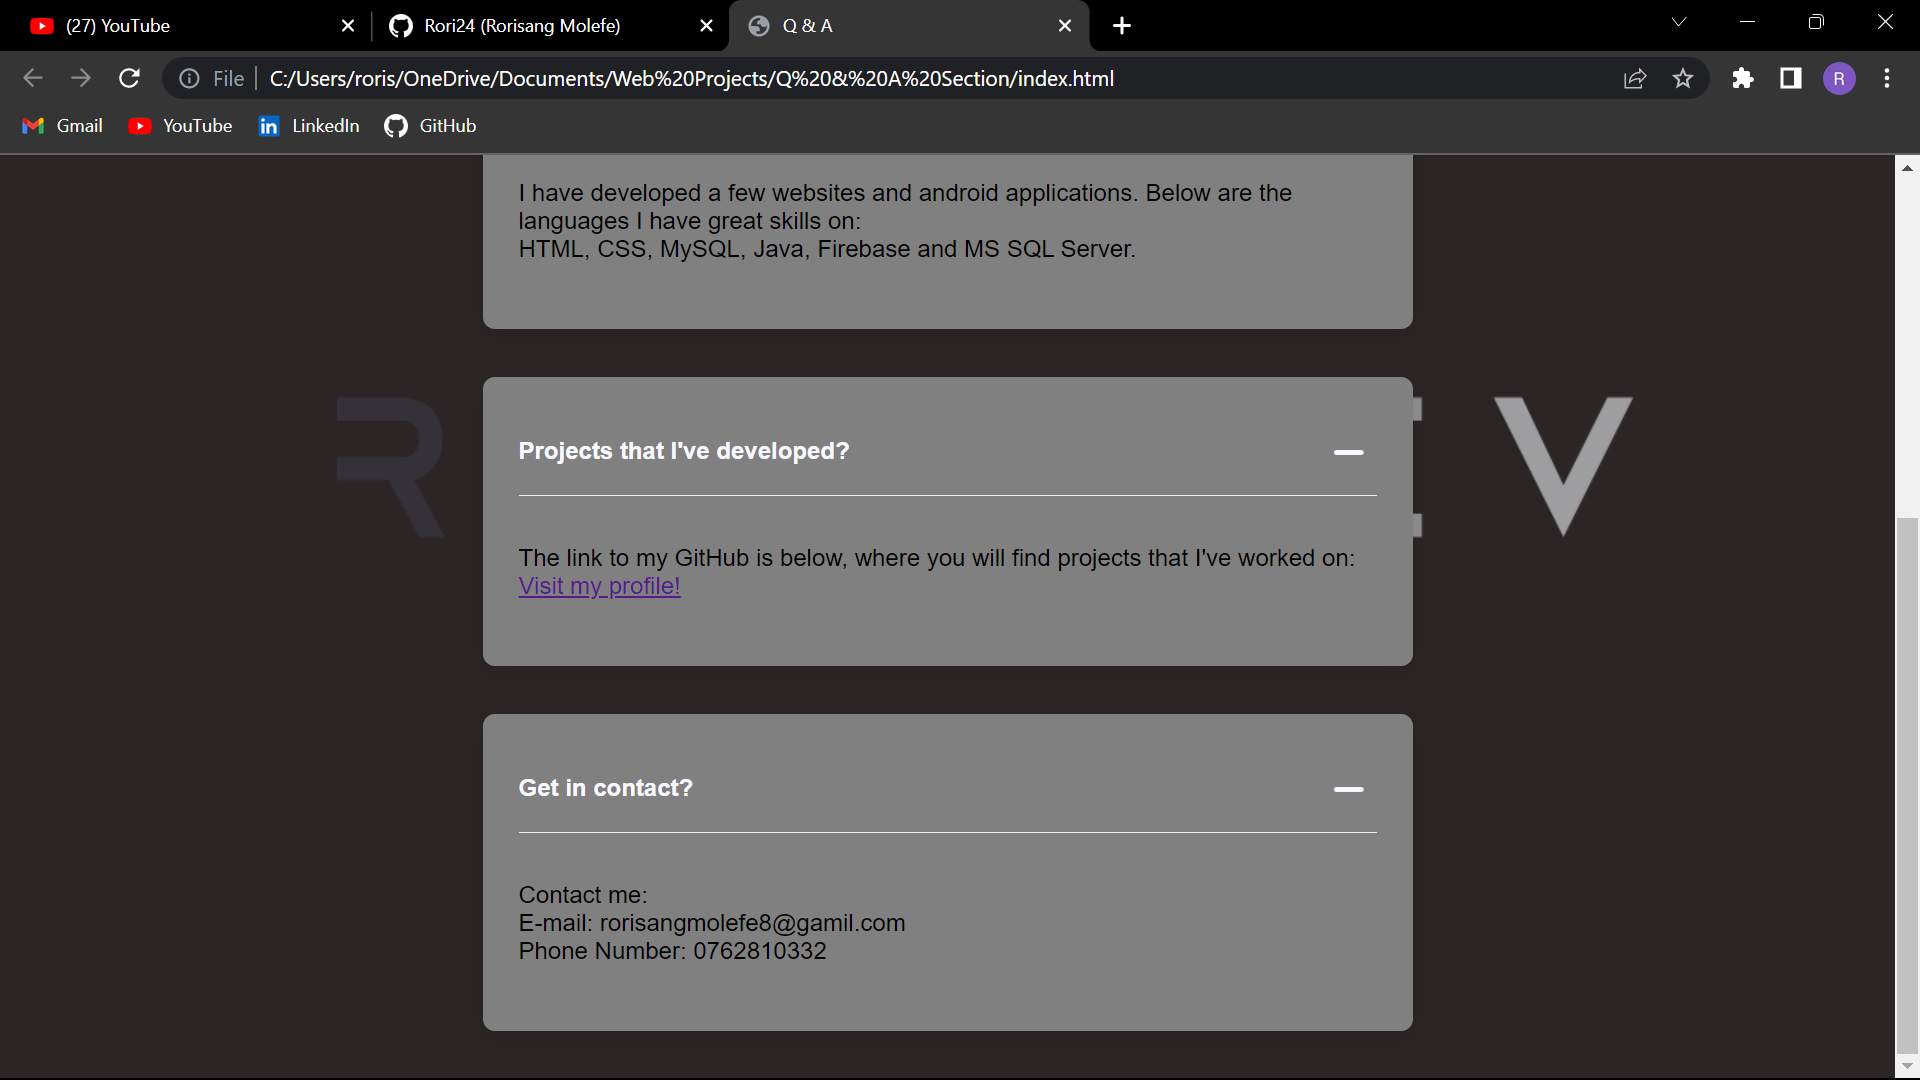 (27) YouTube
Rori24 (Rorisang Molefe)
Q & A
File
C:/Users/roris/OneDrive/Documents/Web%20Projects/Q%20&%20A%20Section/index.html
R
Gmail
YouTube
LinkedIn
GitHub
I have developed a few websites and android applications. Below are the
languages I have great skills on:
HTML, CSS, MySQL, Java, Firebase and MS SQL Server.
R
V
Projects that I've developed?
The link to my GitHub is below, where you will find projects that I've worked on:
Visit my profile!
Get in contact?
Contact me:
E-mail: rorisangmolefe8@gamil.com
Phone Number: 0762810332